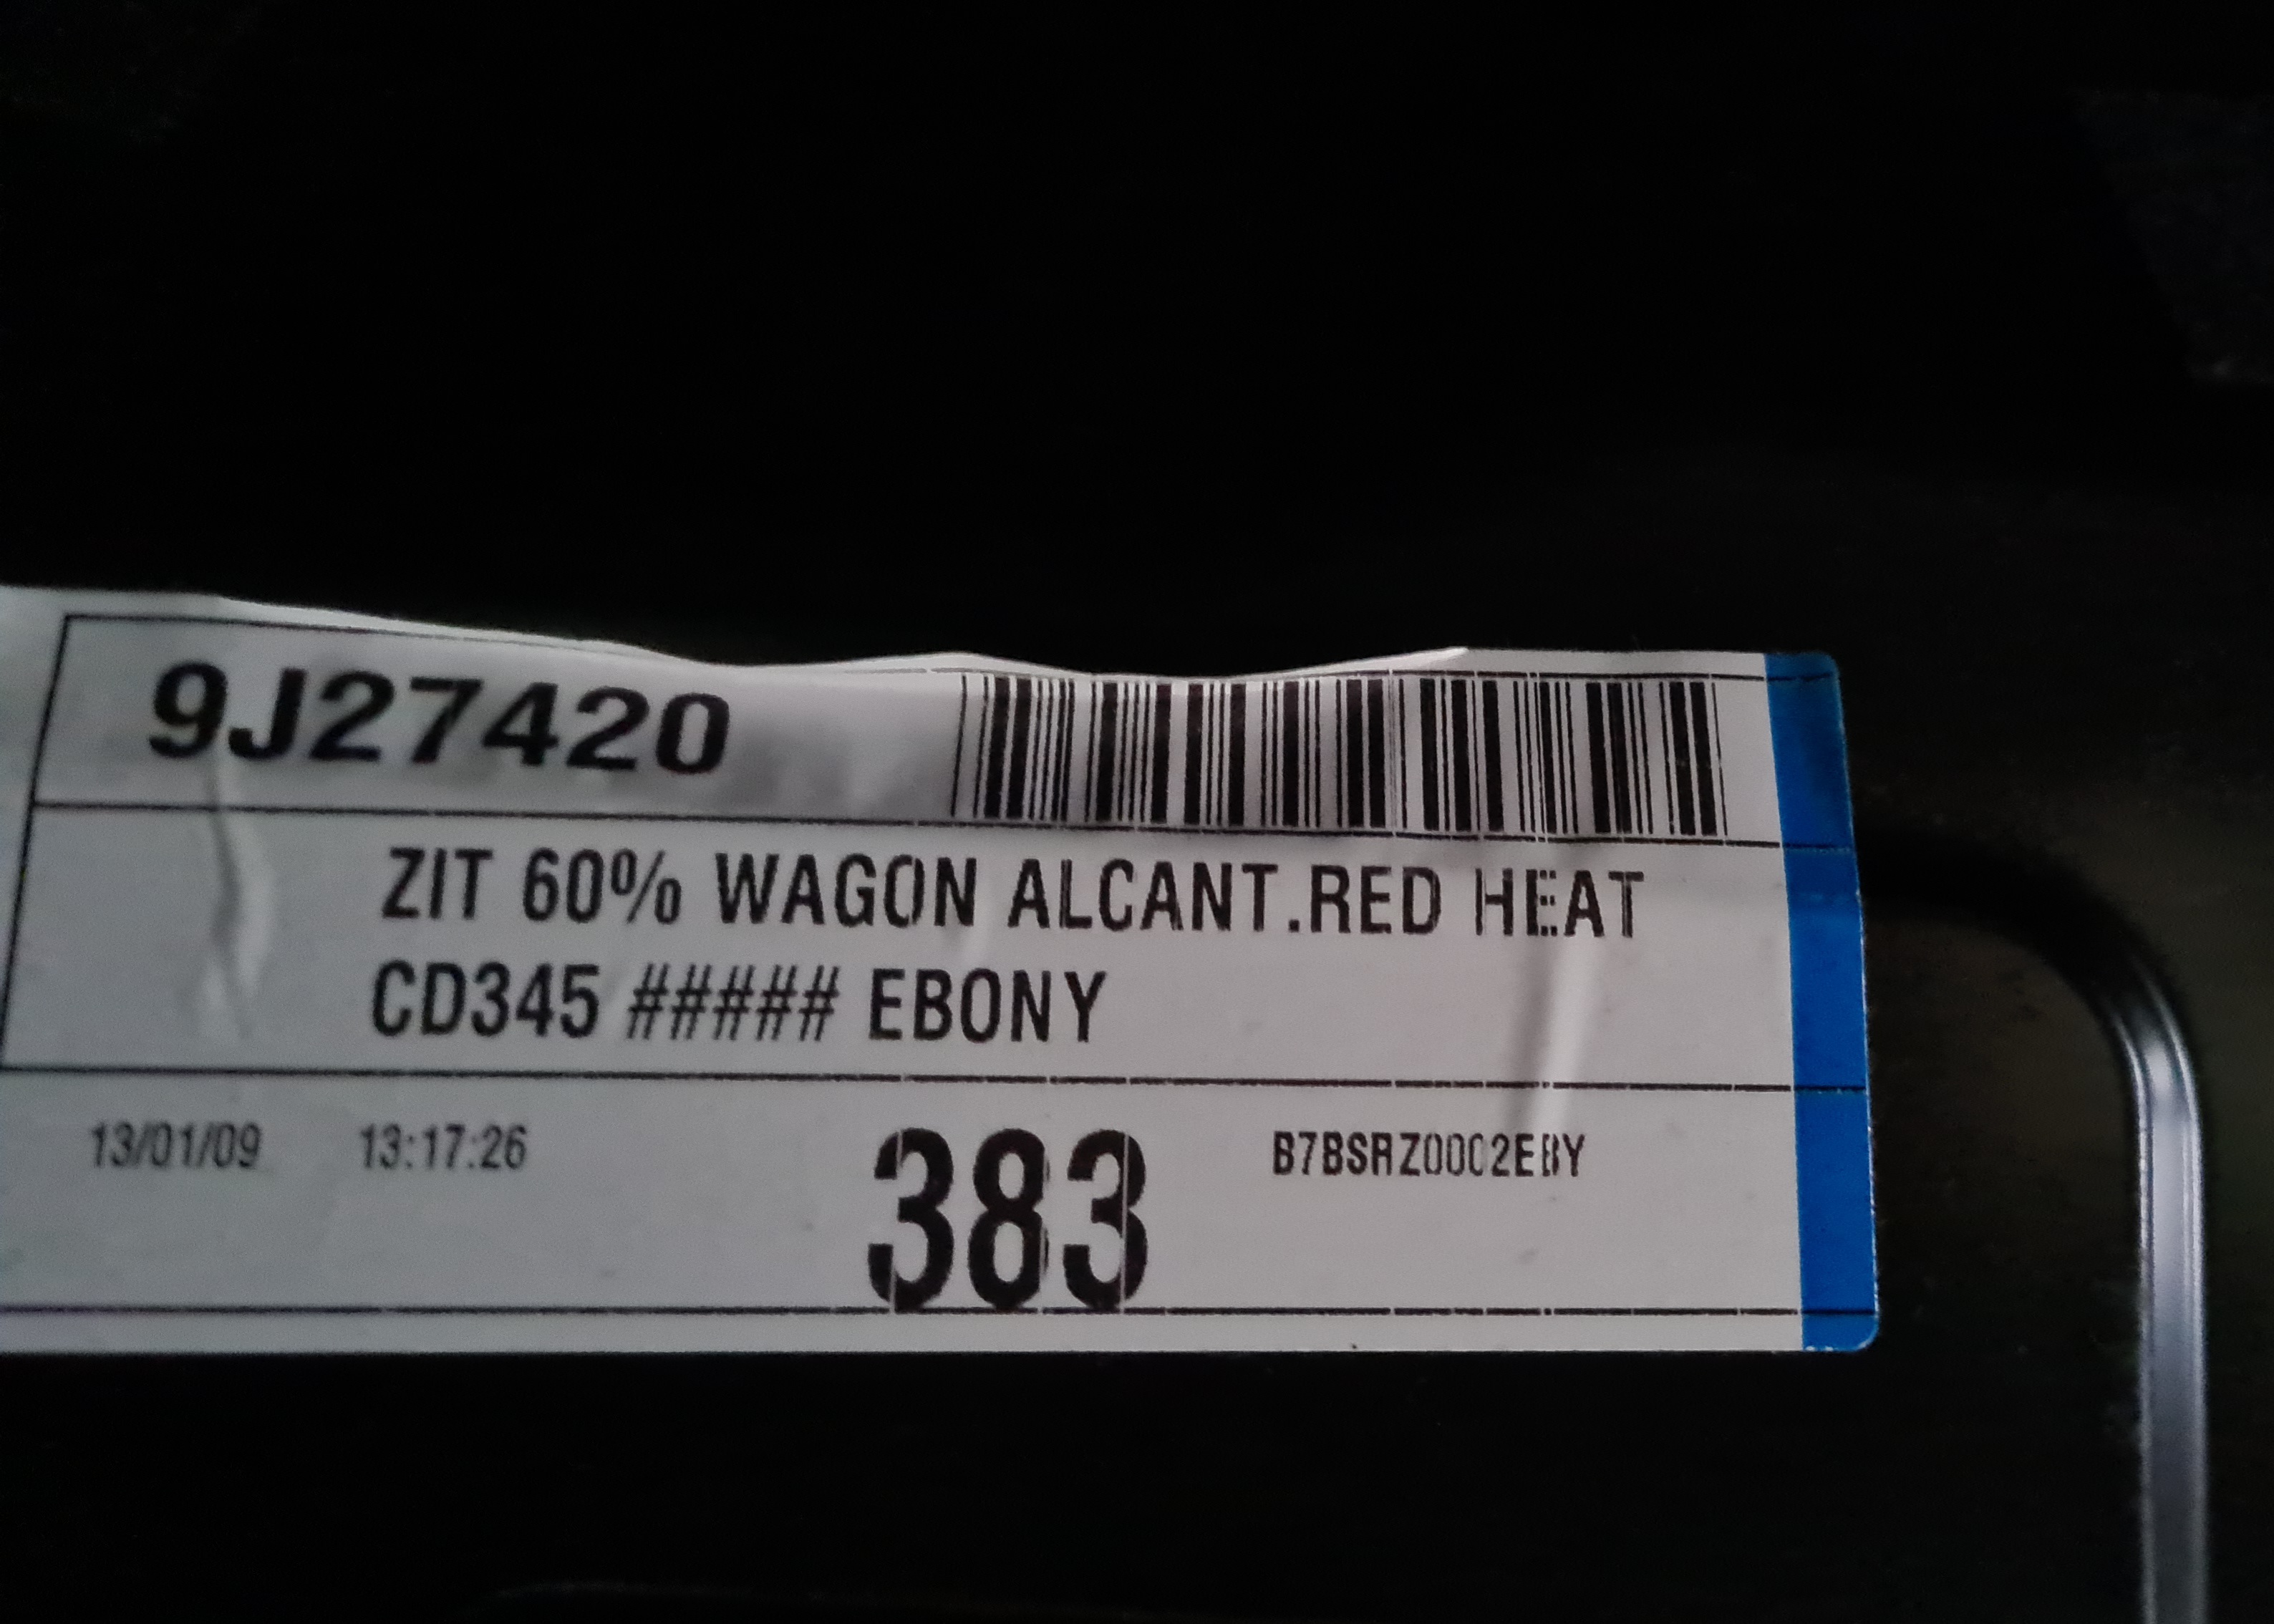 9J27420
ZIT 60% WAGON ALCANT.RED HEAT
CD345 ##### EBONY
13/01/09 13:17:26 383 B7BSRZ0002EBY